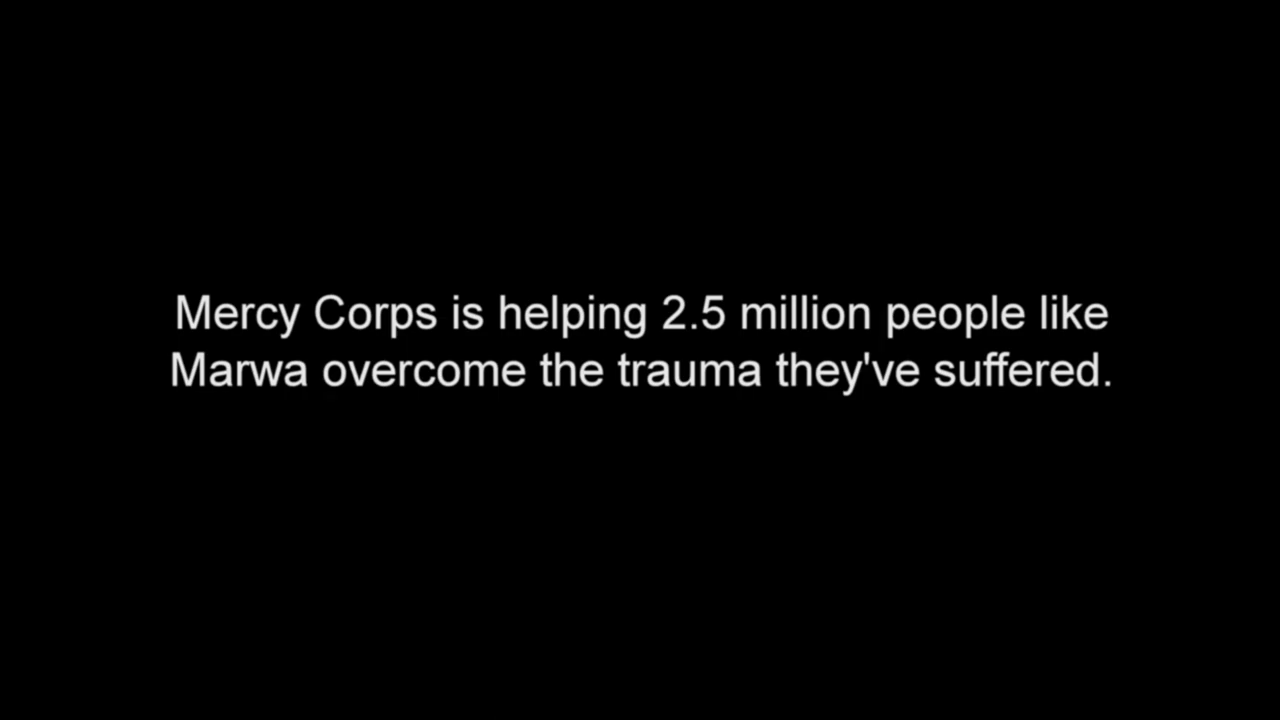 Mercy Corps is helping 2.5 million people like
Marwa overcome the trauma they've suffered.